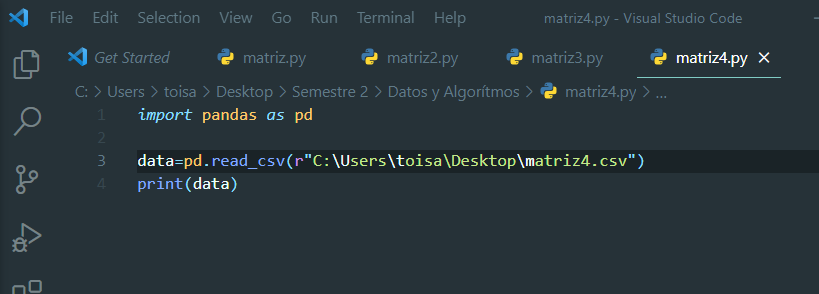 File Edit Selection View Go Run Terminal Help matriz4.py - Visual Studio Code
Get Started matriz.py matriz2.py matriz3.py matriz4.py
C: > Users > toisa > Desktop > Semestre 2 > Datos y Algorítmos > matriz4.py > ...
1 import pandas as pd
2
3 data=pd.read_csv(r"C:\Users\toisa\Desktop\matriz4.csv")
4 print(data)